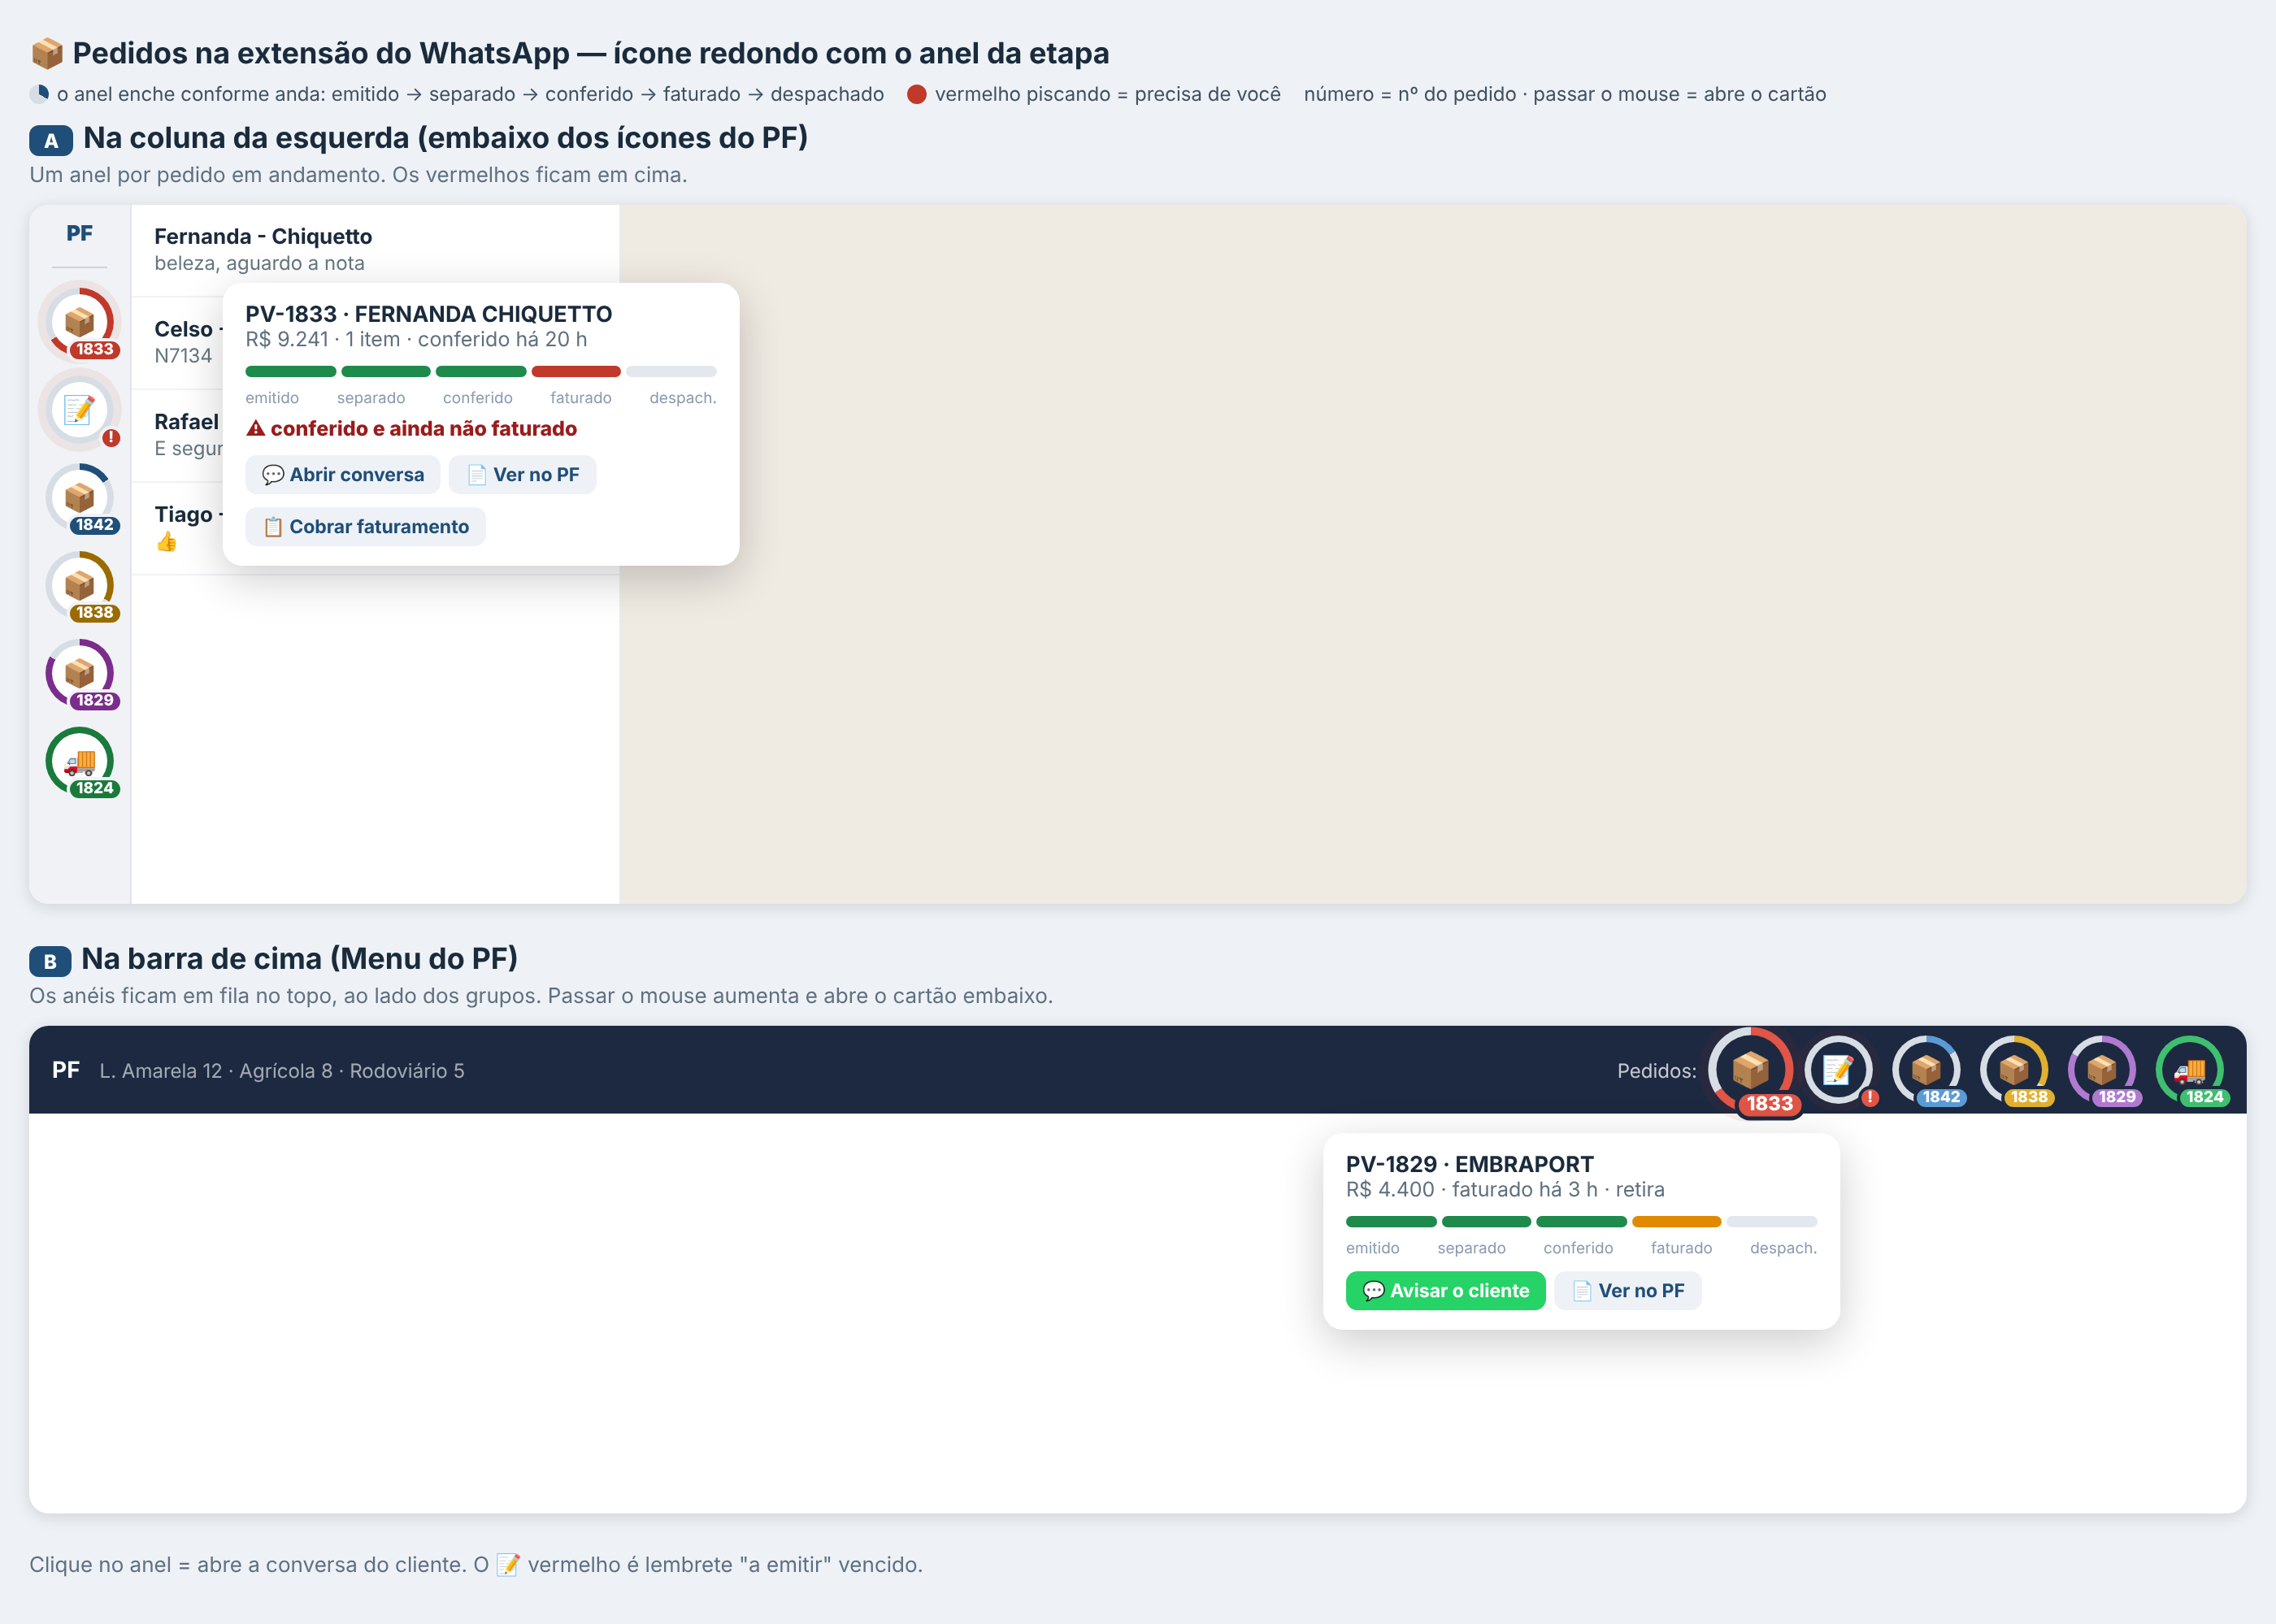 📦 Pedidos na extensão do WhatsApp — ícone redondo com o anel da etapa
o anel enche conforme anda: emitido → separado → conferido → faturado → despachado vermelho piscando = precisa de você número = nº do pedido · passar o mouse = abre o cartão
A Na coluna da esquerda (embaixo dos ícones do PF)
Um anel por pedido em andamento. Os vermelhos ficam em cima.
PF
1833
!
1842
1838
1829
1824
Fernanda - Chiquetto
beleza, aguardo a nota
Celso -
N7134
Rafael
E segur
Tiago -
👍
PV-1833 · FERNANDA CHIQUETTO
R$ 9.241 · 1 item · conferido há 20 h
emitido separado conferido faturado despach.
⚠ conferido e ainda não faturado
💬 Abrir conversa 📄 Ver no PF
📋 Cobrar faturamento
B Na barra de cima (Menu do PF)
Os anéis ficam em fila no topo, ao lado dos grupos. Passar o mouse aumenta e abre o cartão embaixo.
PF L. Amarela 12 · Agrícola 8 · Rodoviário 5 Pedidos: 1833 ! 1842 1838 1829 1824
PV-1829 · EMBRAPORT
R$ 4.400 · faturado há 3 h · retira
emitido separado conferido faturado despach.
💬 Avisar o cliente 📄 Ver no PF
Clique no anel = abre a conversa do cliente. O 📝 vermelho é lembrete "a emitir" vencido.